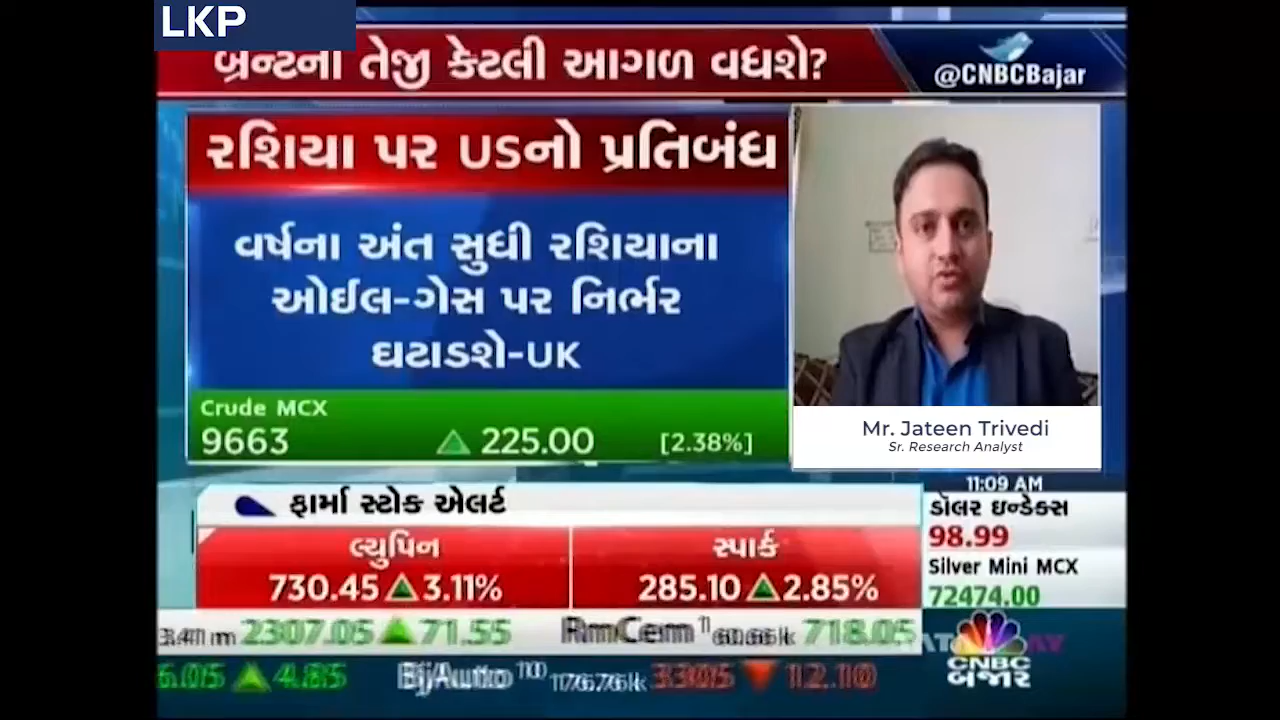 LKP
બ્રેન્ટની તેજી કેટલી આગળ વધશે?
@CNBCBajar
રશિયા પર USનો પ્રતિબંધ
વર્ષના અંત સુધી રશિયાના
ઓઈલ-ગેસ પર નિર્ભર
ઘટાડશે-UK
Crude MCX
9663 225.00 [2.38%]
Mr. Jateen Trivedi
Sr. Research Analyst
11:09 AM
ફાર્મા સ્ટોક એલર્ટ
લ્યુપિન
730.45 3.11%
સ્પાર્ક
285.10 2.85%
ડૉલર ઇન્ડેક્સ
98.99
Silver Mini MCX
72474.00
2307.05 71.55 RmCem 718.05
6.05 4.85 BjAuto 12.10
CNBC
બજાર